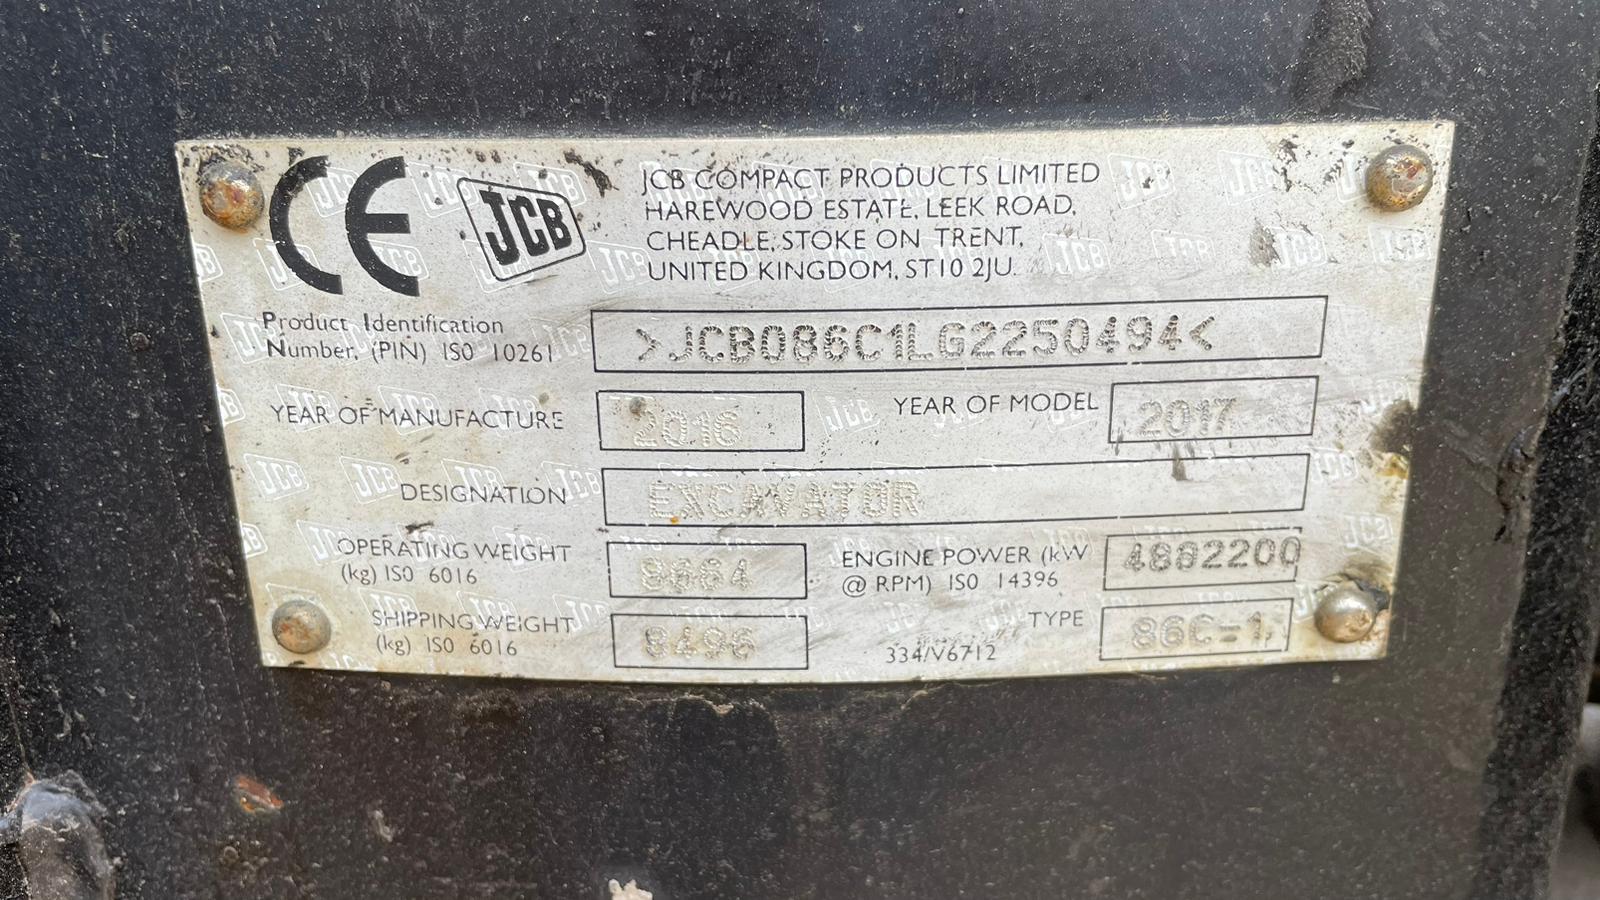 CE JCB
JCB COMPACT PRODUCTS LIMITED
HAREWOOD ESTATE, LEEK ROAD,
CHEADLE, STOKE ON TRENT,
UNITED KINGDOM, ST10 2JU.
Product Identification
Number, (PIN) ISO 10261
>JCB086C1LG2250494<
YEAR OF MANUFACTURE 2016 YEAR OF MODEL 2017
DESIGNATION EXCAVATOR
OPERATING WEIGHT
(kg) ISO 6016
8664
ENGINE POWER (kW
@ RPM) ISO 14396
4882200
SHIPPING WEIGHT
(kg) ISO 6016
8496
334/V6712
TYPE 86C-1